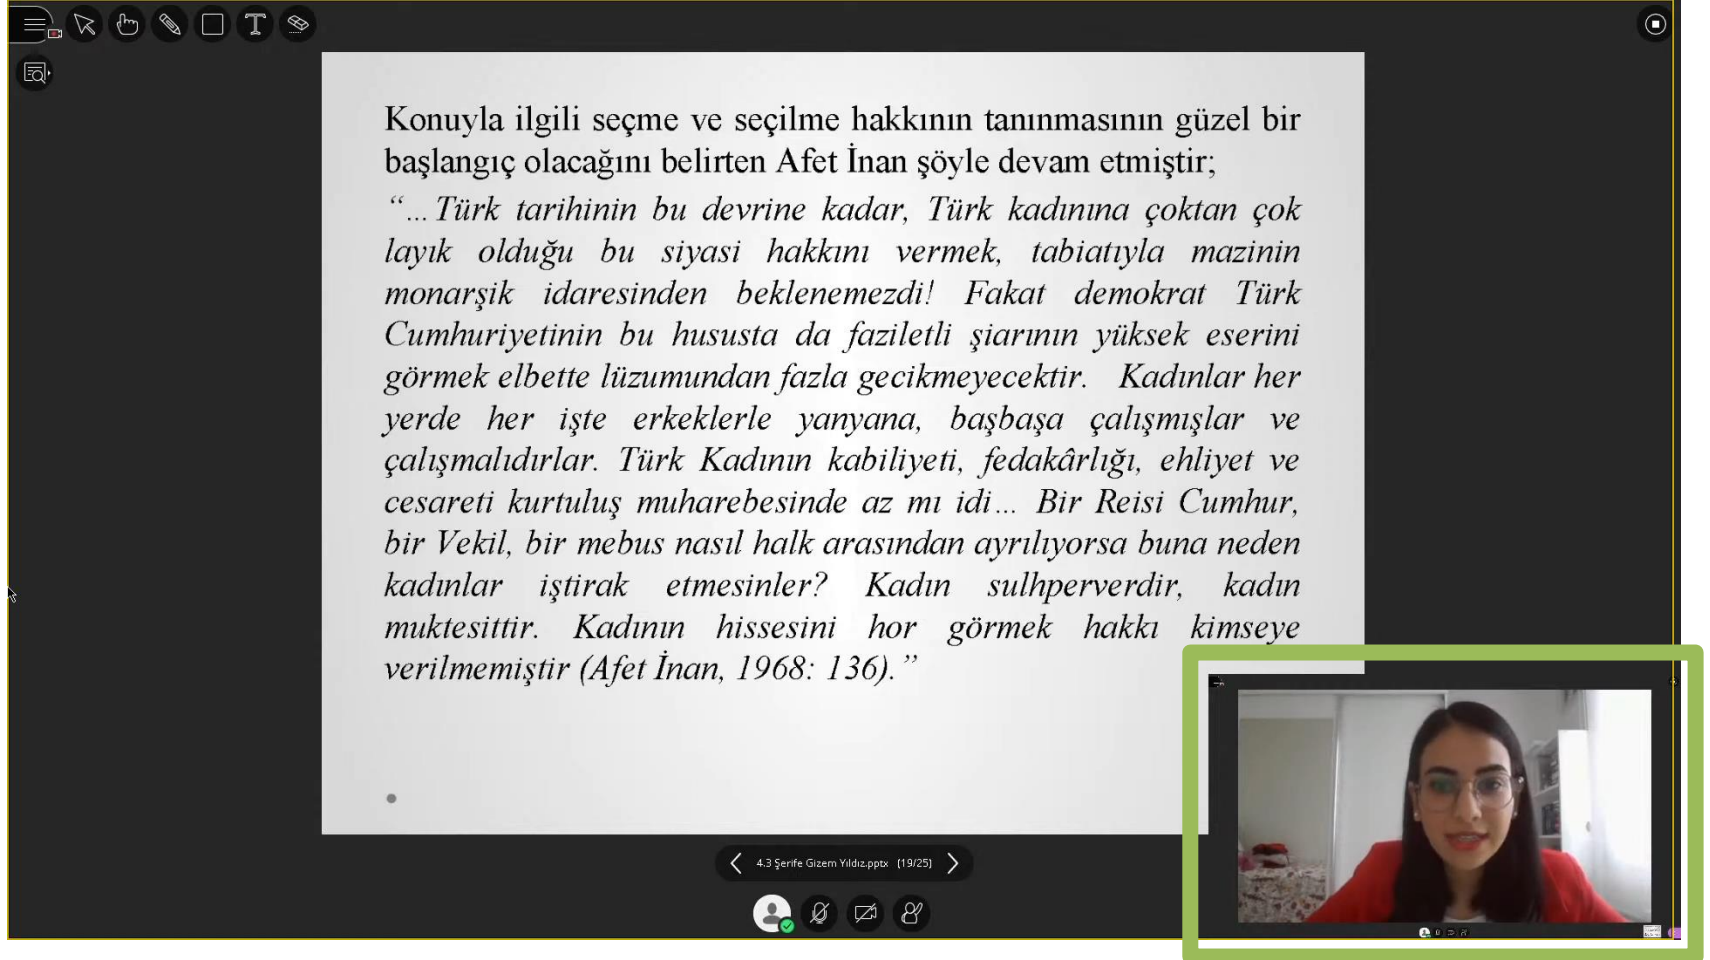 Konuyla ilgili seçme ve seçilme hakkının tanınmasının güzel bir
başlangıç olacağını belirten Afet İnan şöyle devam etmiştir;
“...Türk tarihinin bu devrine kadar, Türk kadınına çoktan çok
layık olduğu bu siyasi hakkını vermek, tabiatıyla mazinin
monarşik idaresinden beklenemezdi! Fakat demokrat Türk
Cumhuriyetinin bu hususta da faziletli şiarının yüksek eserini
görmek elbette lüzumundan fazla gecikmeyecektir. Kadınlar her
yerde her işte erkeklerle yanyana, başbaşa çalışmışlar ve
çalışmalıdırlar. Türk Kadının kabiliyeti, fedakârlığı, ehliyet ve
cesareti kurtuluş muharebesinde az mı idi... Bir Reisi Cumhur,
bir Vekil, bir mebus nasıl halk arasından ayrılıyorsa buna neden
kadınlar iştirak etmesinler? Kadın sulhperverdir, kadın
muktesittir. Kadının hissesini hor görmek hakkı kimseye
verilmemiştir (Afet İnan, 1968: 136).”
4.3 Şerife Gizem Yıldız.pptx (19/25)